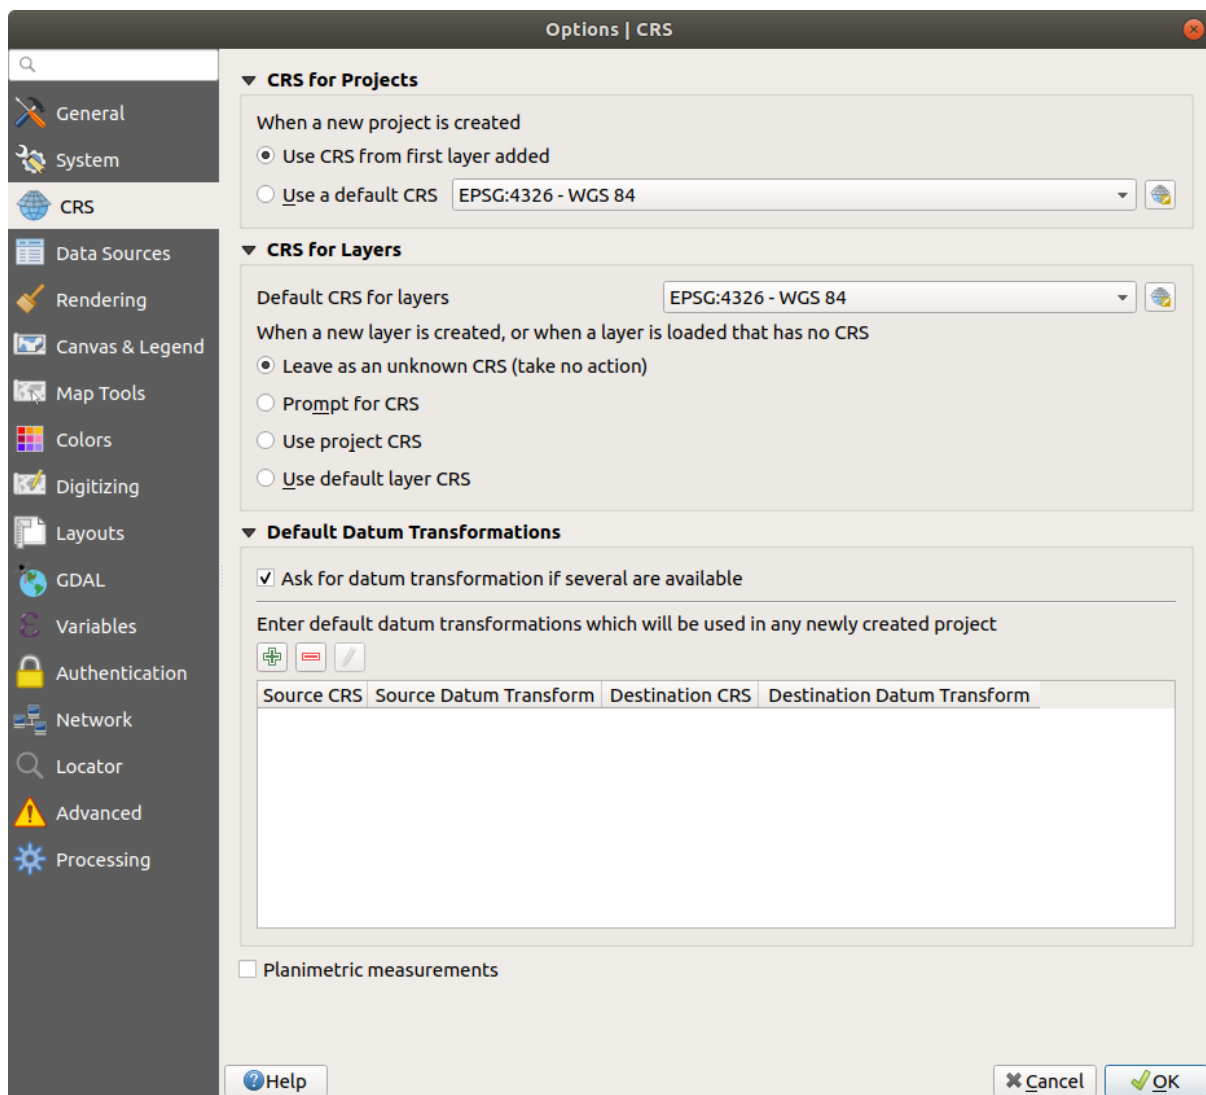 Options | CRS
General
System
CRS
Data Sources
Rendering
Canvas & Legend
Map Tools
Colors
Digitizing
Layouts
GDAL
Variables
Authentication
Network
Locator
Advanced
Processing
CRS for Projects
When a new project is created
Use CRS from first layer added
Use a default CRS EPSG:4326 - WGS 84
CRS for Layers
Default CRS for layers EPSG:4326 - WGS 84
When a new layer is created, or when a layer is loaded that has no CRS
Leave as an unknown CRS (take no action)
Prompt for CRS
Use project CRS
Use default layer CRS
Default Datum Transformations
Ask for datum transformation if several are available
Enter default datum transformations which will be used in any newly created project
Source CRS Source Datum Transform Destination CRS Destination Datum Transform
Planimetric measurements
Help Cancel OK